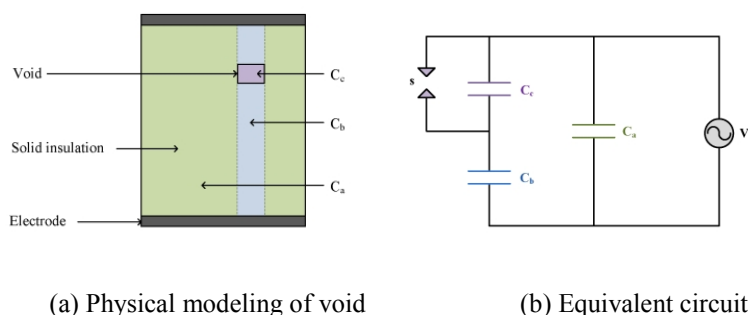 Void
Solid insulation
Electrode
Cc
Cb
Ca
s
Cc
Cb
Ca
V
(a) Physical modeling of void
(b) Equivalent circuit